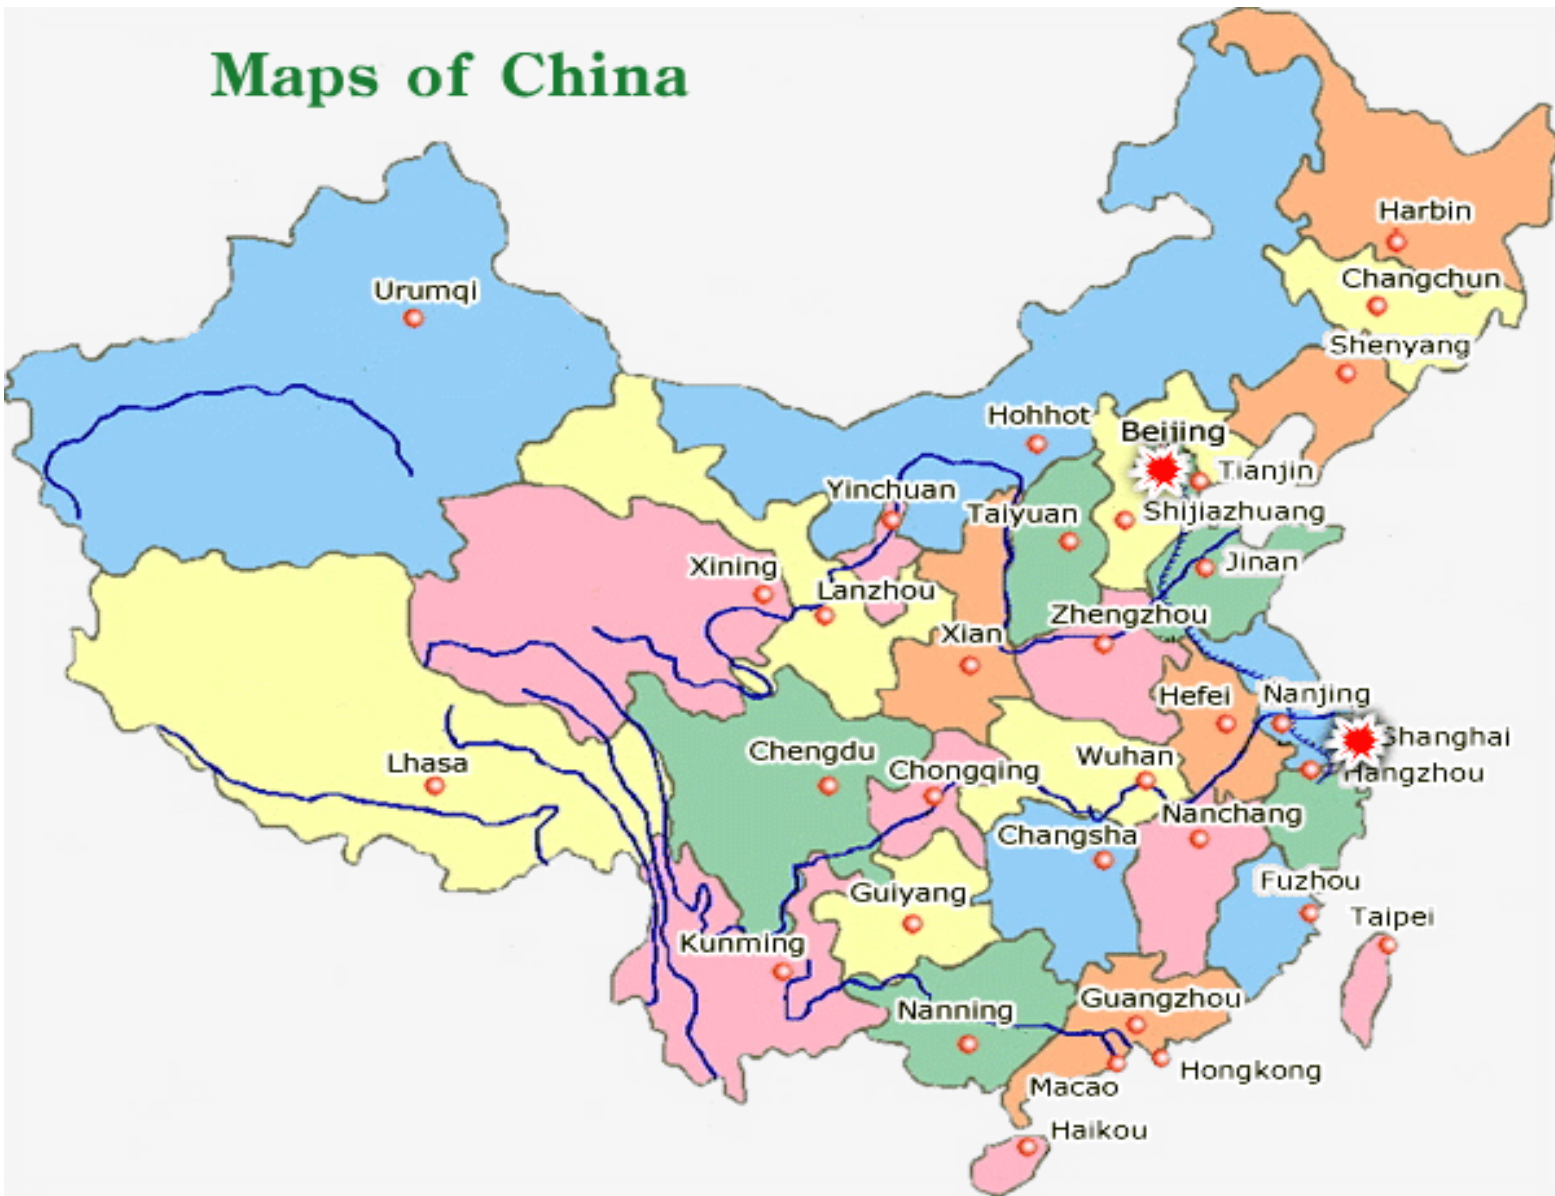 Maps of China
Harbin
Changchun
Urumqi
Shenyang
Hohhot
Beijing
Tianjin
Yinchuan
Taiyuan
Shijiazhuang
Xining
Jinan
Lanzhou
Zhengzhou
Xian
Hefei
Nanjing
Shanghai
Lhasa
Chengdu
Wuhan
Chongqing
Hangzhou
Nanchang
Changsha
Fuzhou
Guiyang
Taipei
Kunming
Guangzhou
Nanning
Hongkong
Macao
Haikou